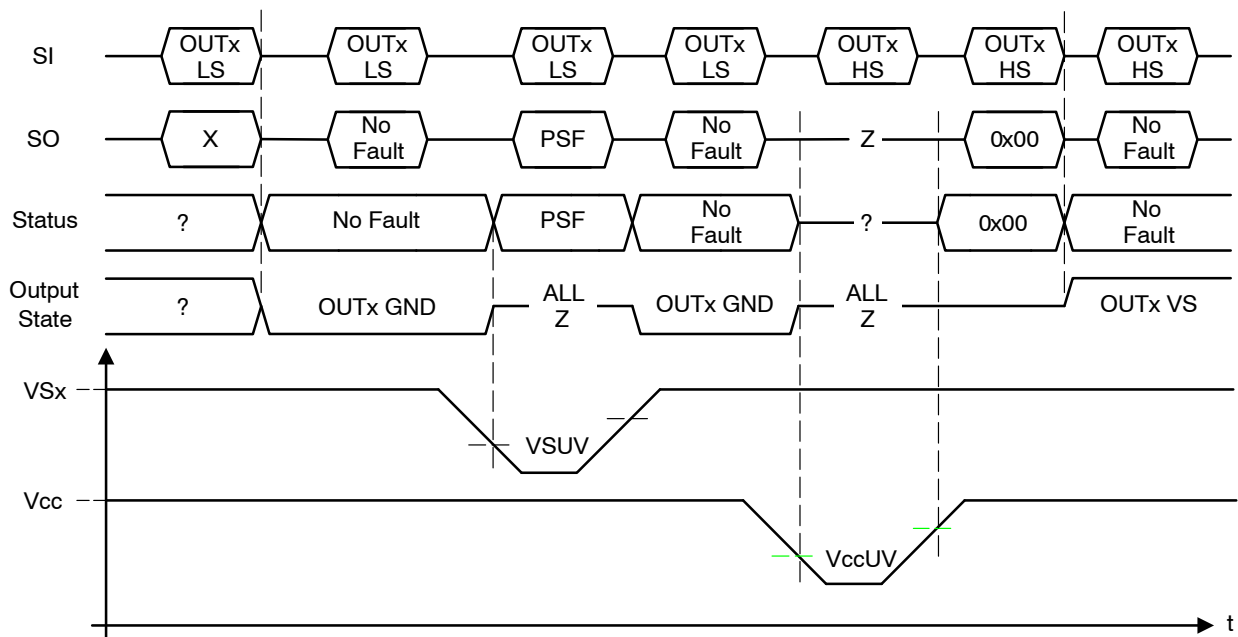 SI
OUTx
LS
OUTx
LS
OUTx
LS
OUTx
LS
OUTx
HS
OUTx
HS
OUTx
HS
SO
X
No
Fault
PSF
No
Fault
Z
0x00
No
Fault
Status
?
No Fault
PSF
No
Fault
?
0x00
No
Fault
Output
State
?
OUTx GND
ALL
Z
OUTx GND
ALL
Z
OUTx VS
VSx
VSUV
Vcc
VccUV
t